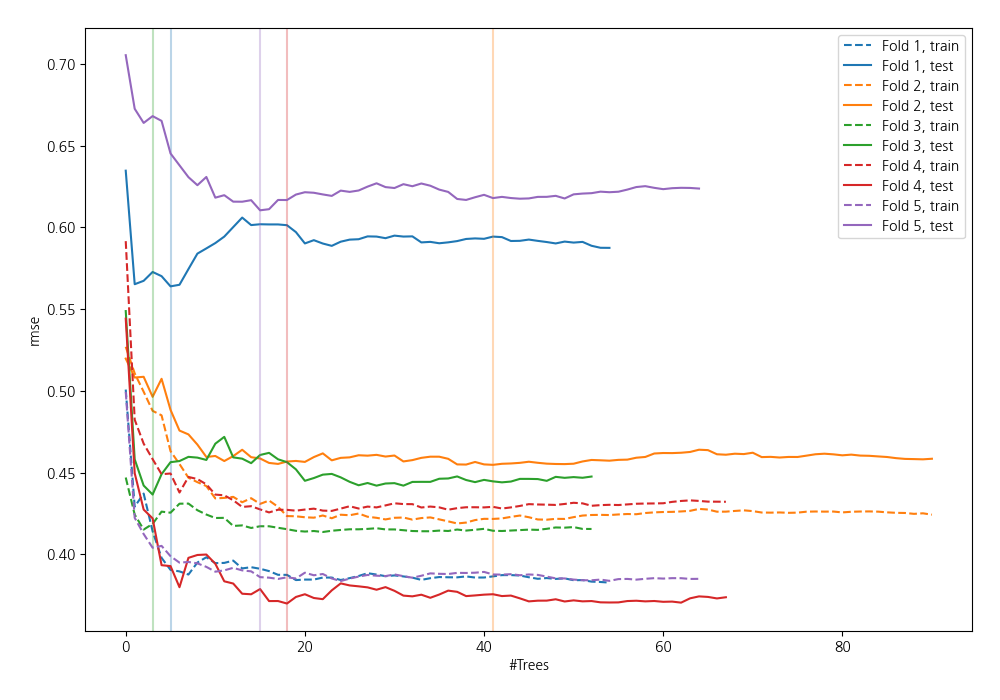 0.70
0.65
0.60
0.55
0.50
0.45
0.40
rmse
0
20
40
60
80
#Trees
Fold 1, train
Fold 1, test
Fold 2, train
Fold 2, test
Fold 3, train
Fold 3, test
Fold 4, train
Fold 4, test
Fold 5, train
Fold 5, test